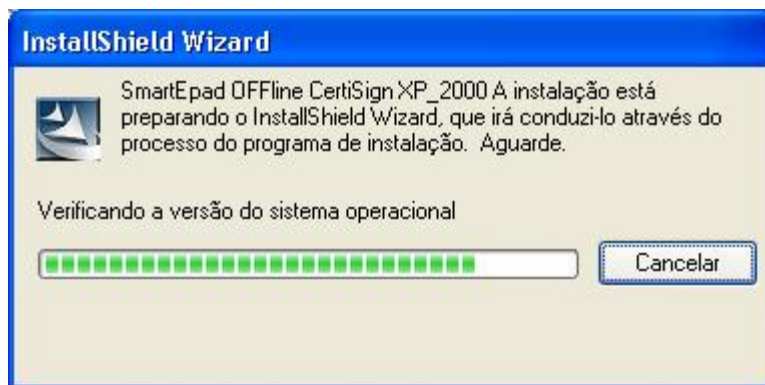 InstallShield Wizard
SmartEpad OFFline CertiSign XP_2000 A instalação está
preparando o InstallShield Wizard, que irá conduzi-lo através do
processo do programa de instalação. Aguarde.
Verificando a versão do sistema operacional
Cancelar